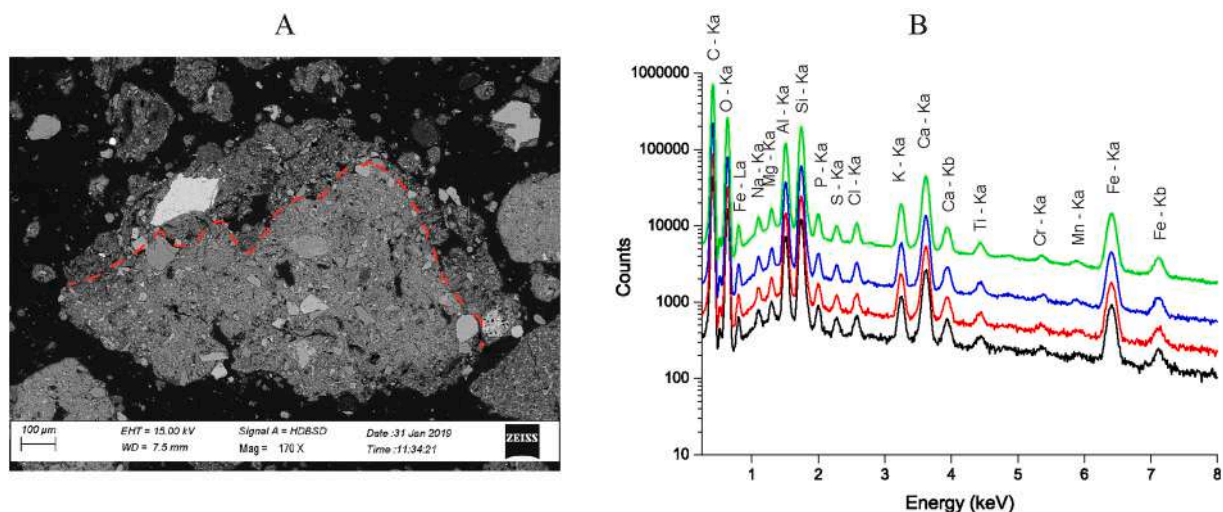 A
100 µm
EHT = 15.00 kV
WD = 7.5 mm
Signal A = HDBSD
Mag = 170 X
Date :31 Jan 2019
Time :11:34:21
ZEISS
B
C - Ka
O - Ka
Fe - La
Na - Ka
Mg - Ka
Al - Ka
Si - Ka
P - Ka
S - Ka
Cl - Ka
K - Ka
Ca - Ka
Ca - Kb
Ti - Ka
Cr - Ka
Mn - Ka
Fe - Ka
Fe - Kb
Counts
1000000
100000
10000
1000
100
10
1 2 3 4 5 6 7 8
Energy (keV)